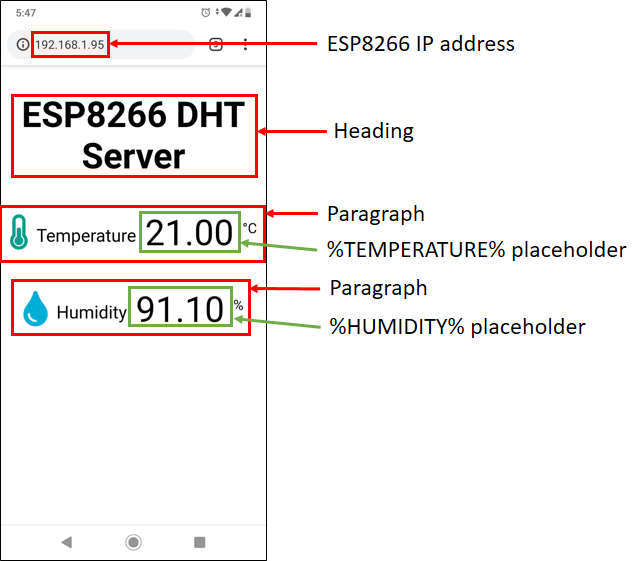 5:47
192.168.1.95
ESP8266 IP address
ESP8266 DHT
Server
Heading
Paragraph
Temperature 21.00 °C
%TEMPERATURE% placeholder
Paragraph
Humidity 91.10 %
%HUMIDITY% placeholder